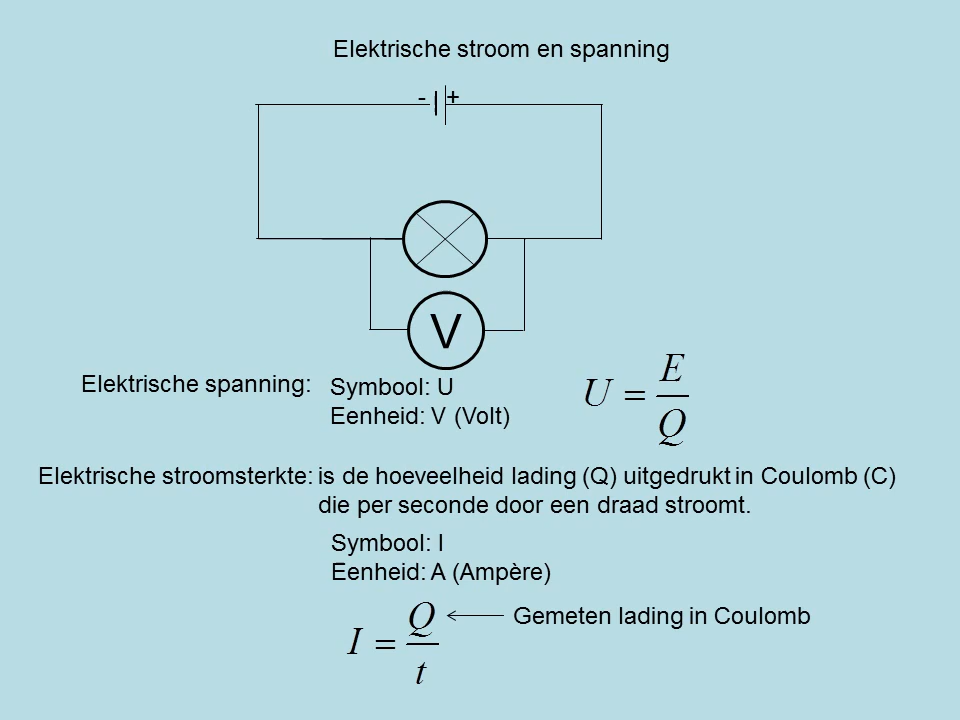 Elektrische stroom en spanning
- +
V
Elektrische spanning:
Symbool: U
Eenheid: V (Volt)
U = E/Q
Elektrische stroomsterkte: is de hoeveelheid lading (Q) uitgedrukt in Coulomb (C)
die per seconde door een draad stroomt.
Symbool: I
Eenheid: A (Ampère)
I = Q/t
Gemeten lading in Coulomb